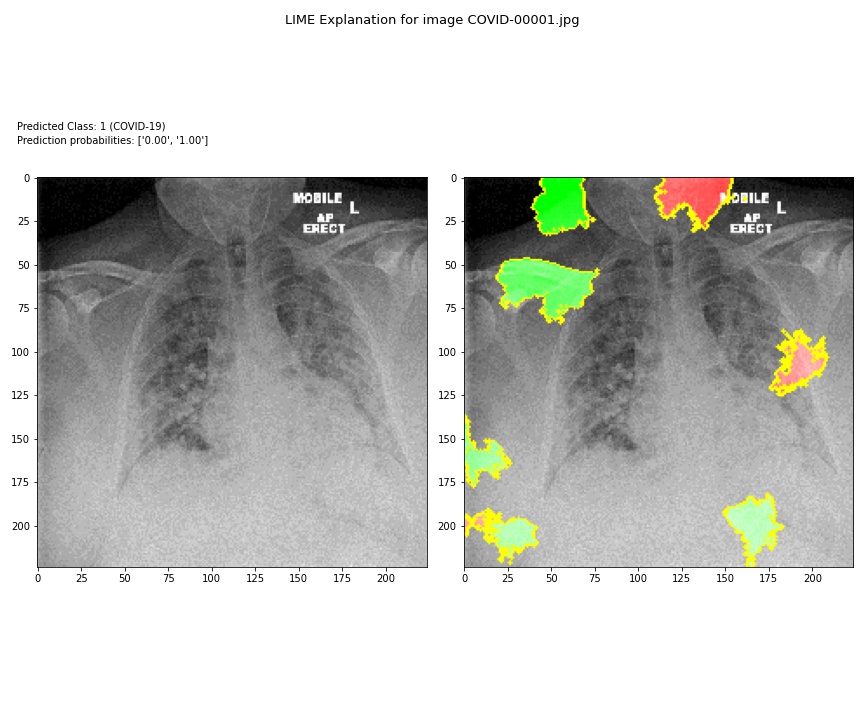 LIME Explanation for image COVID-00001.jpg
Predicted Class: 1 (COVID-19)
Prediction probabilities: ['0.00', '1.00']
0
25
50
75
100
125
150
175
200
0 25 50 75 100 125 150 175 200
MOBILE
L
AP
ERECT
0
25
50
75
100
125
150
175
200
0 25 50 75 100 125 150 175 200
MOBILE
L
AP
ERECT